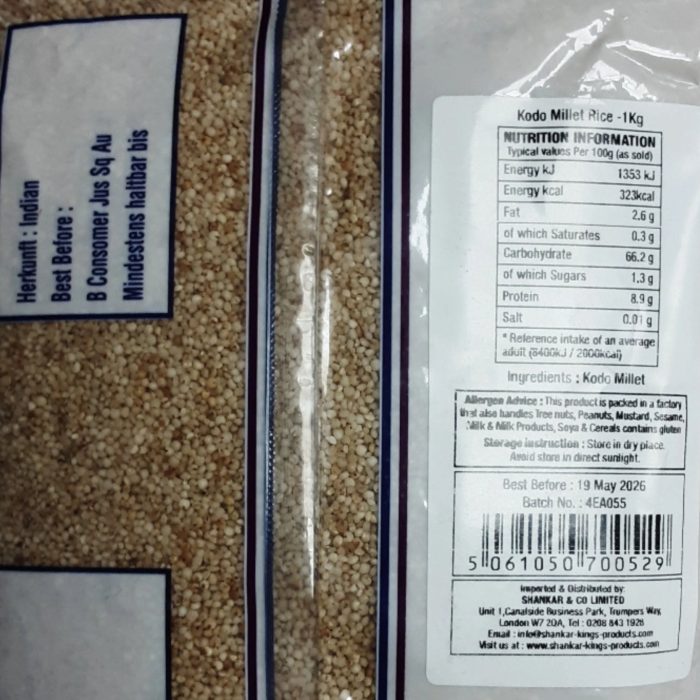 Herkunft : Indian
Best Before :
B Consomer Jus Sq Au
Mindestens haltbar bis
Kodo Millet Rice -1Kg
NUTRITION INFORMATION
Typical values Per 100g (as sold)
Energy kJ 1353 kJ
Energy kcal 323kcal
Fat 2.6 g
of which Saturates 0.3 g
Carbohydrate 66.2 g
of which Sugars 1.3 g
Protein 8.9 g
Salt 0.01 g
* Reference intake of an average
adult (8400kJ / 2000kcal)
Ingredients : Kodo Millet
Allergen Advice : This product is packed in a factory
that also handles Tree nuts, Peanuts, Mustard, Sesame,
Milk & Milk Products, Soya & Cereals contains gluten
Storage instruction : Store in dry place.
Avoid store in direct sunlight.
Best Before : 19 May 2026
Batch No. : 4EA055
5 061050 700529
Imported & Distributed by:
SHANKAR & CO LIMITED
Unit 1,Canalside Business Park, Trumpers Way,
London W7 2QA, Tel : 0208 843 1928
Email : info@shankar-kings-products.com
Visit us at : www.shankar-kings-products.com